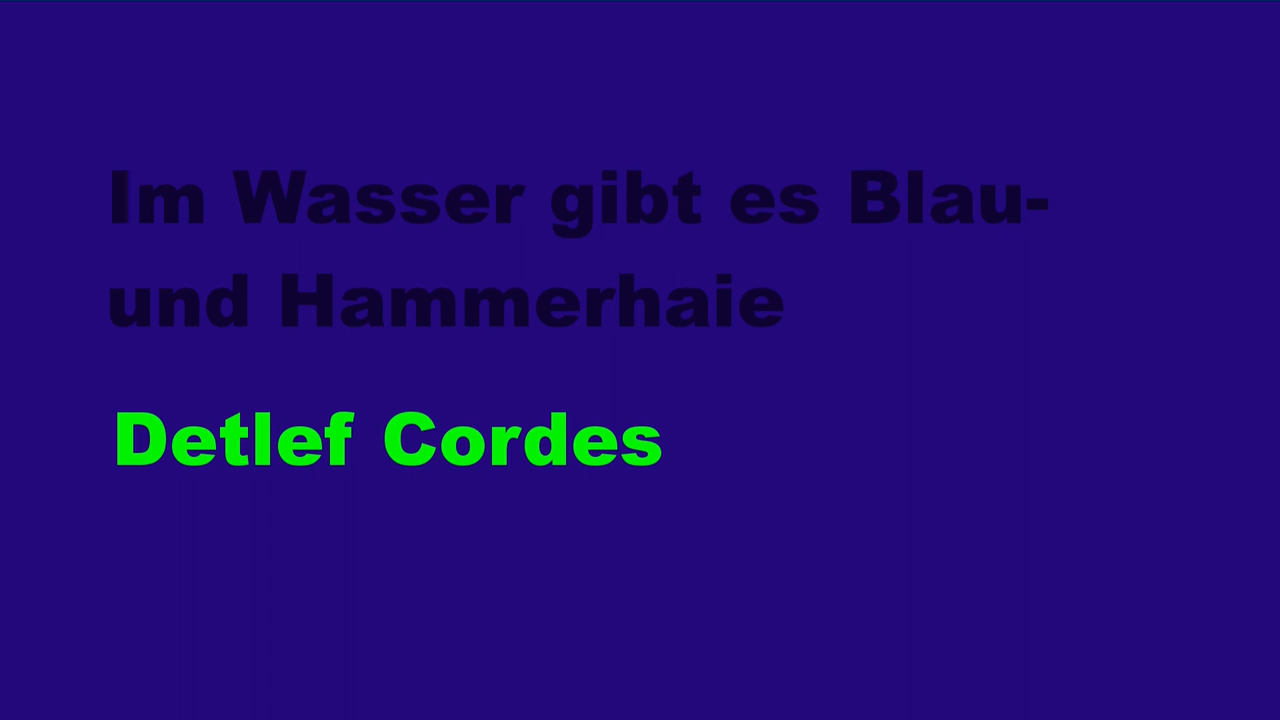 Im Wasser gibt es Blau-
und Hammerhaie
Detlef Cordes